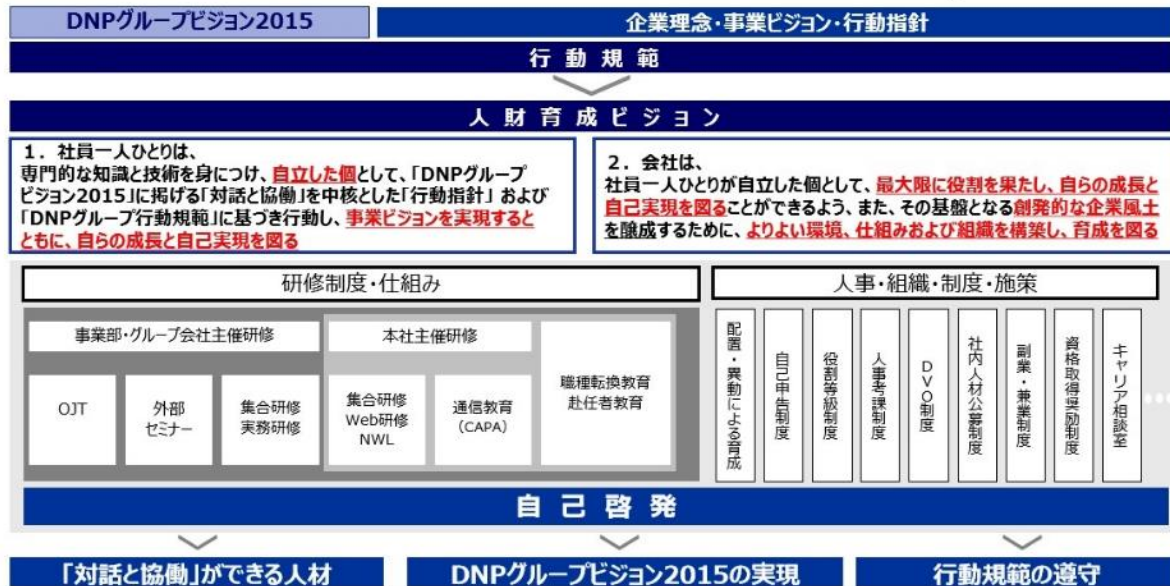 DNPグループビジョン2015
企業理念・事業ビジョン・行動指針
行動規範
人財育成ビジョン
1．社員一人ひとりは、
専門的な知識と技術を身につけ、自立した個として、「DNPグループ
ビジョン2015」に掲げる「対話と協働」を中核とした「行動指針」および
「DNPグループ行動規範」に基づき行動し、事業ビジョンを実現すると
ともに、自らの成長と自己実現を図る
2．会社は、
社員一人ひとりが自立した個として、最大限に役割を果たし、自らの成長と
自己実現を図ることができるよう、また、その基盤となる創発的な企業風土
を醸成するために、よりよい環境、仕組みおよび組織を構築し、育成を図る
研修制度・仕組み
事業部・グループ会社主催研修
本社主催研修
OJT
外部
セミナー
集合研修
実務研修
集合研修
Web研修
NWL
通信教育
（CAPA）
職種転換教育
赴任者教育
人事・組織・制度・施策
配置・異動による育成
自己申告制度
役割等級制度
人事考課制度
DVO制度
社内人材公募制度
副業・兼業制度
資格取得奨励制度
キャリア相談室
自己啓発
「対話と協働」ができる人材
DNPグループビジョン2015の実現
行動規範の遵守